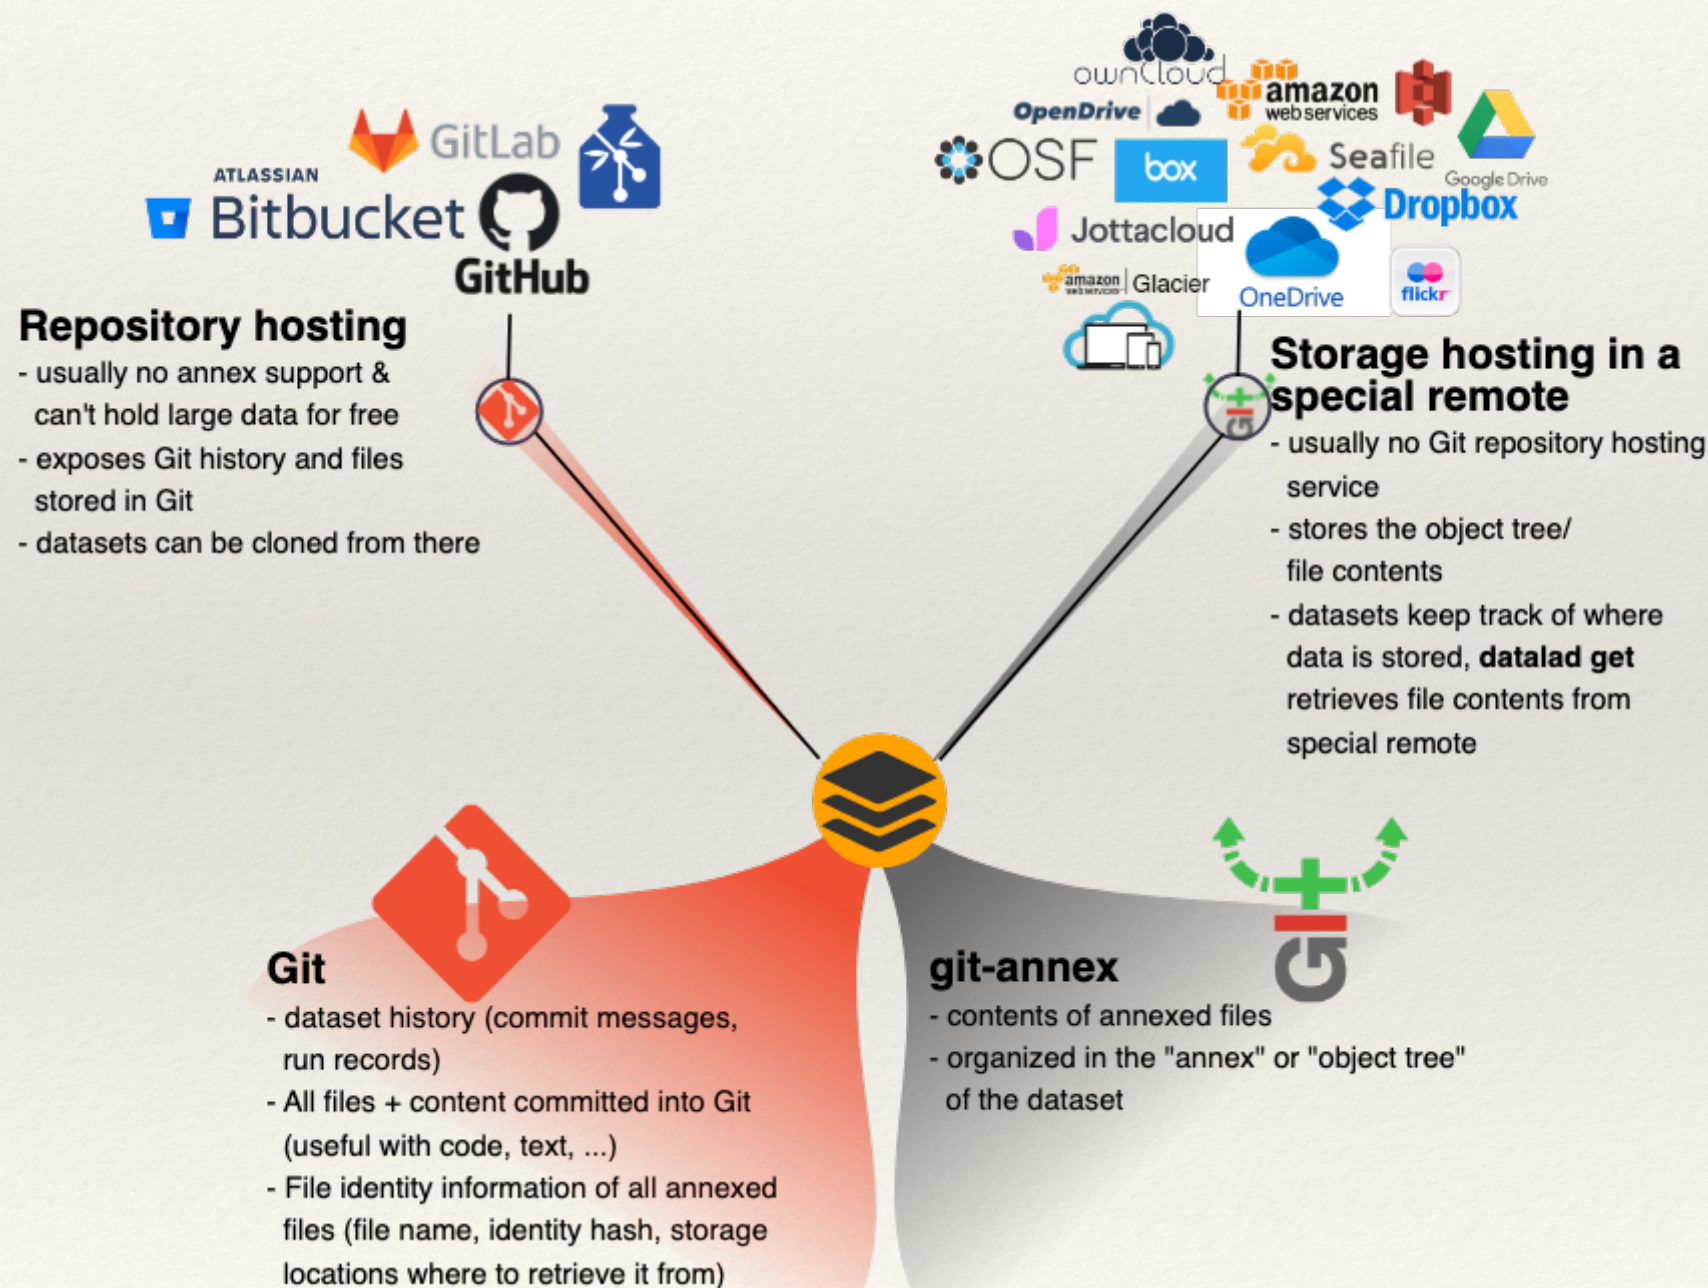 ATLASSIAN
Bitbucket
GitLab
GitHub
Repository hosting
- usually no annex support &
can't hold large data for free
- exposes Git history and files
stored in Git
- datasets can be cloned from there
ownCloud
OpenDrive
amazon
web services
OSF
box
Seafile
Google Drive
Dropbox
Jottacloud
amazon
web services
Glacier
OneDrive
flickr
Storage hosting in a
special remote
- usually no Git repository hosting
service
- stores the object tree/
file contents
- datasets keep track of where
data is stored, datalad get
retrieves file contents from
special remote
git
Git
- dataset history (commit messages,
run records)
- All files + content committed into Git
(useful with code, text, ...)
- File identity information of all annexed
files (file name, identity hash, storage
locations where to retrieve it from)
git
git-annex
- contents of annexed files
- organized in the "annex" or "object tree"
of the dataset